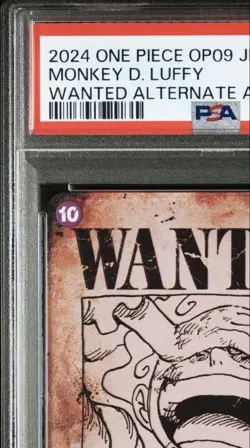 2024 ONE PIECE OP09 J
MONKEY D. LUFFY
WANTED ALTERNATE A
PSA
10
WANT